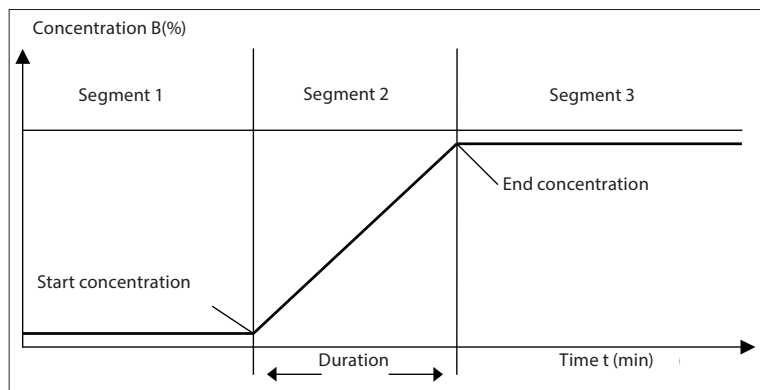 Concentration B(%)
Segment 1
Segment 2
Segment 3
End concentration
Start concentration
Duration
Time t (min)